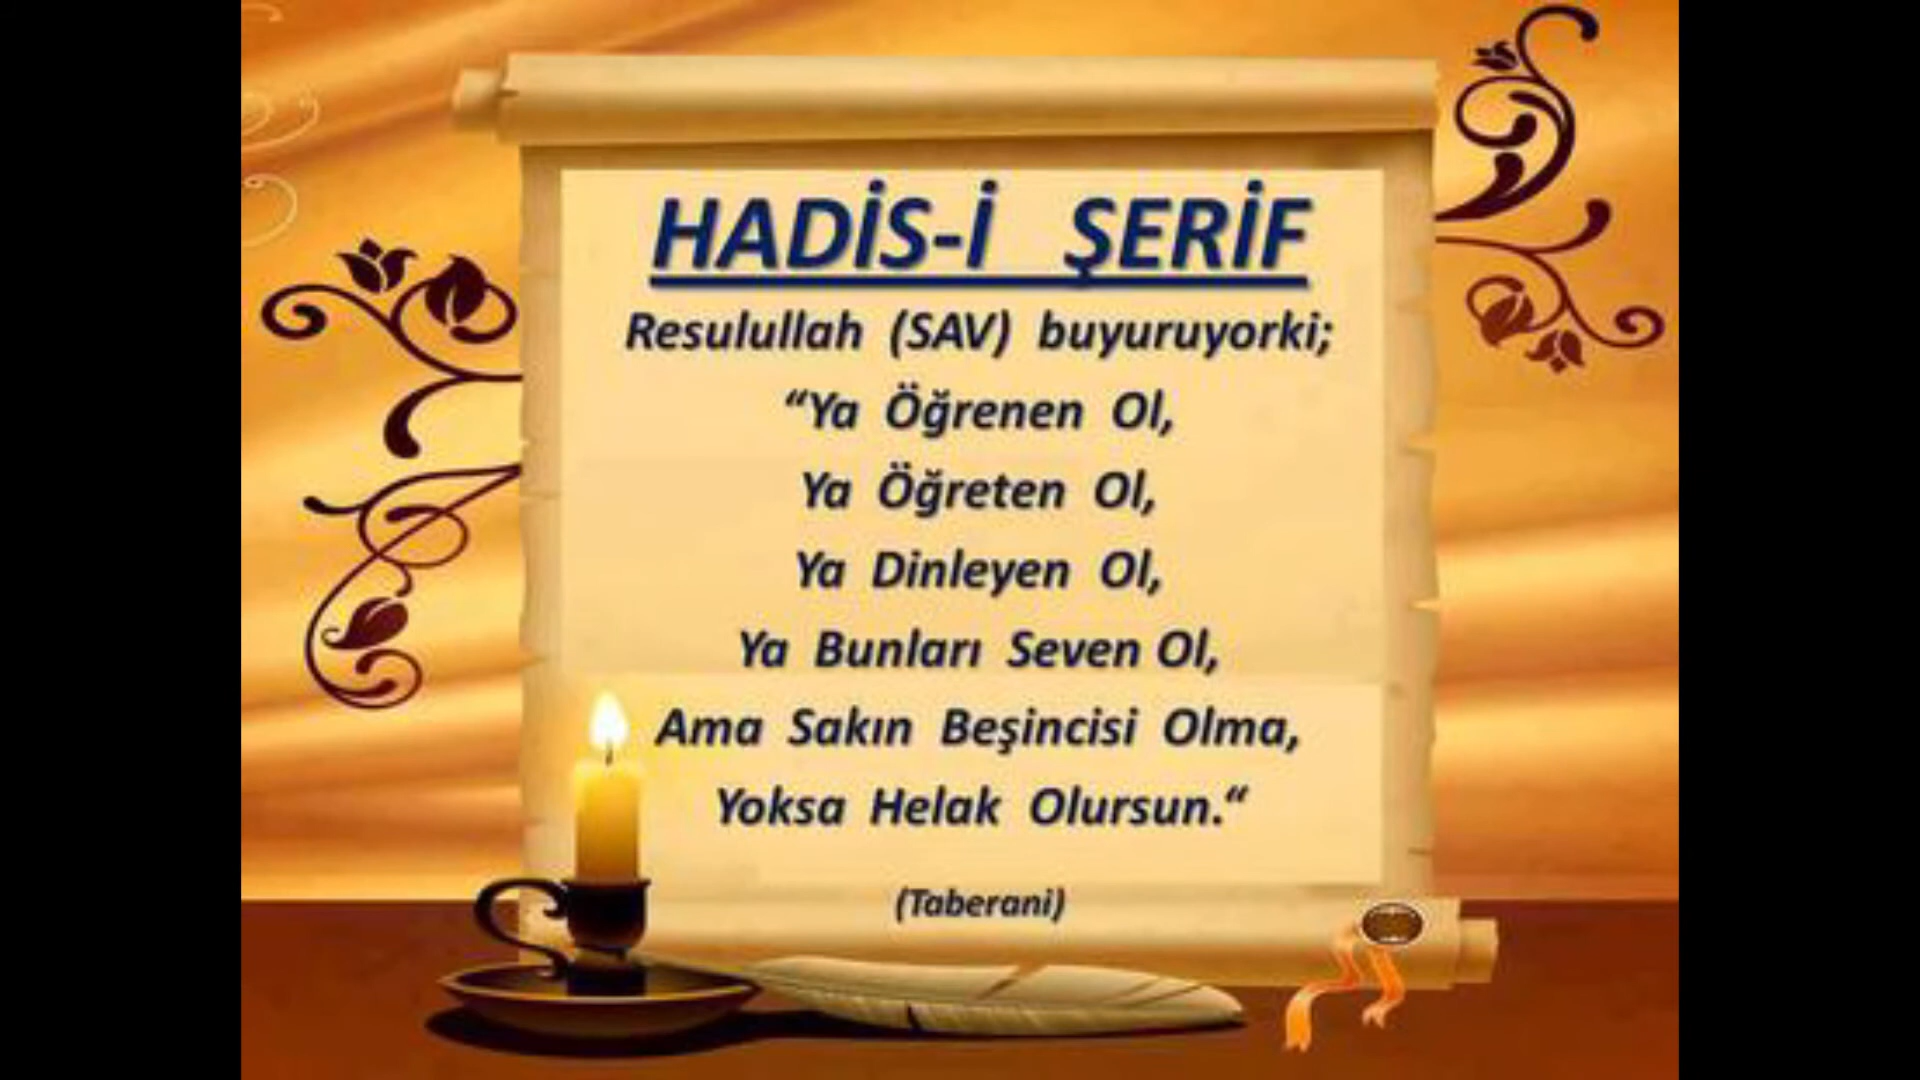 HADİS-İ ŞERİF
Resulullah (SAV) buyuruyorki;
“Ya Öğrenen Ol,
Ya Öğreten Ol,
Ya Dinleyen Ol,
Ya Bunları Seven Ol,
Ama Sakın Beşincisi Olma,
Yoksa Helak Olursun.“
(Taberani)